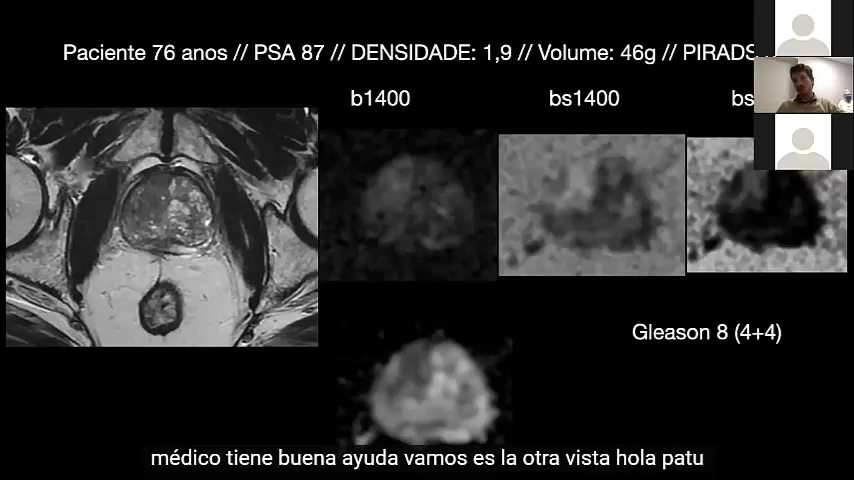 Paciente 76 anos // PSA 87 // DENSIDADE: 1,9 // Volume: 46g // PIRADS
b1400
bs1400
bs
Gleason 8 (4+4)
médico tiene buena ayuda vamos es la otra vista hola patu